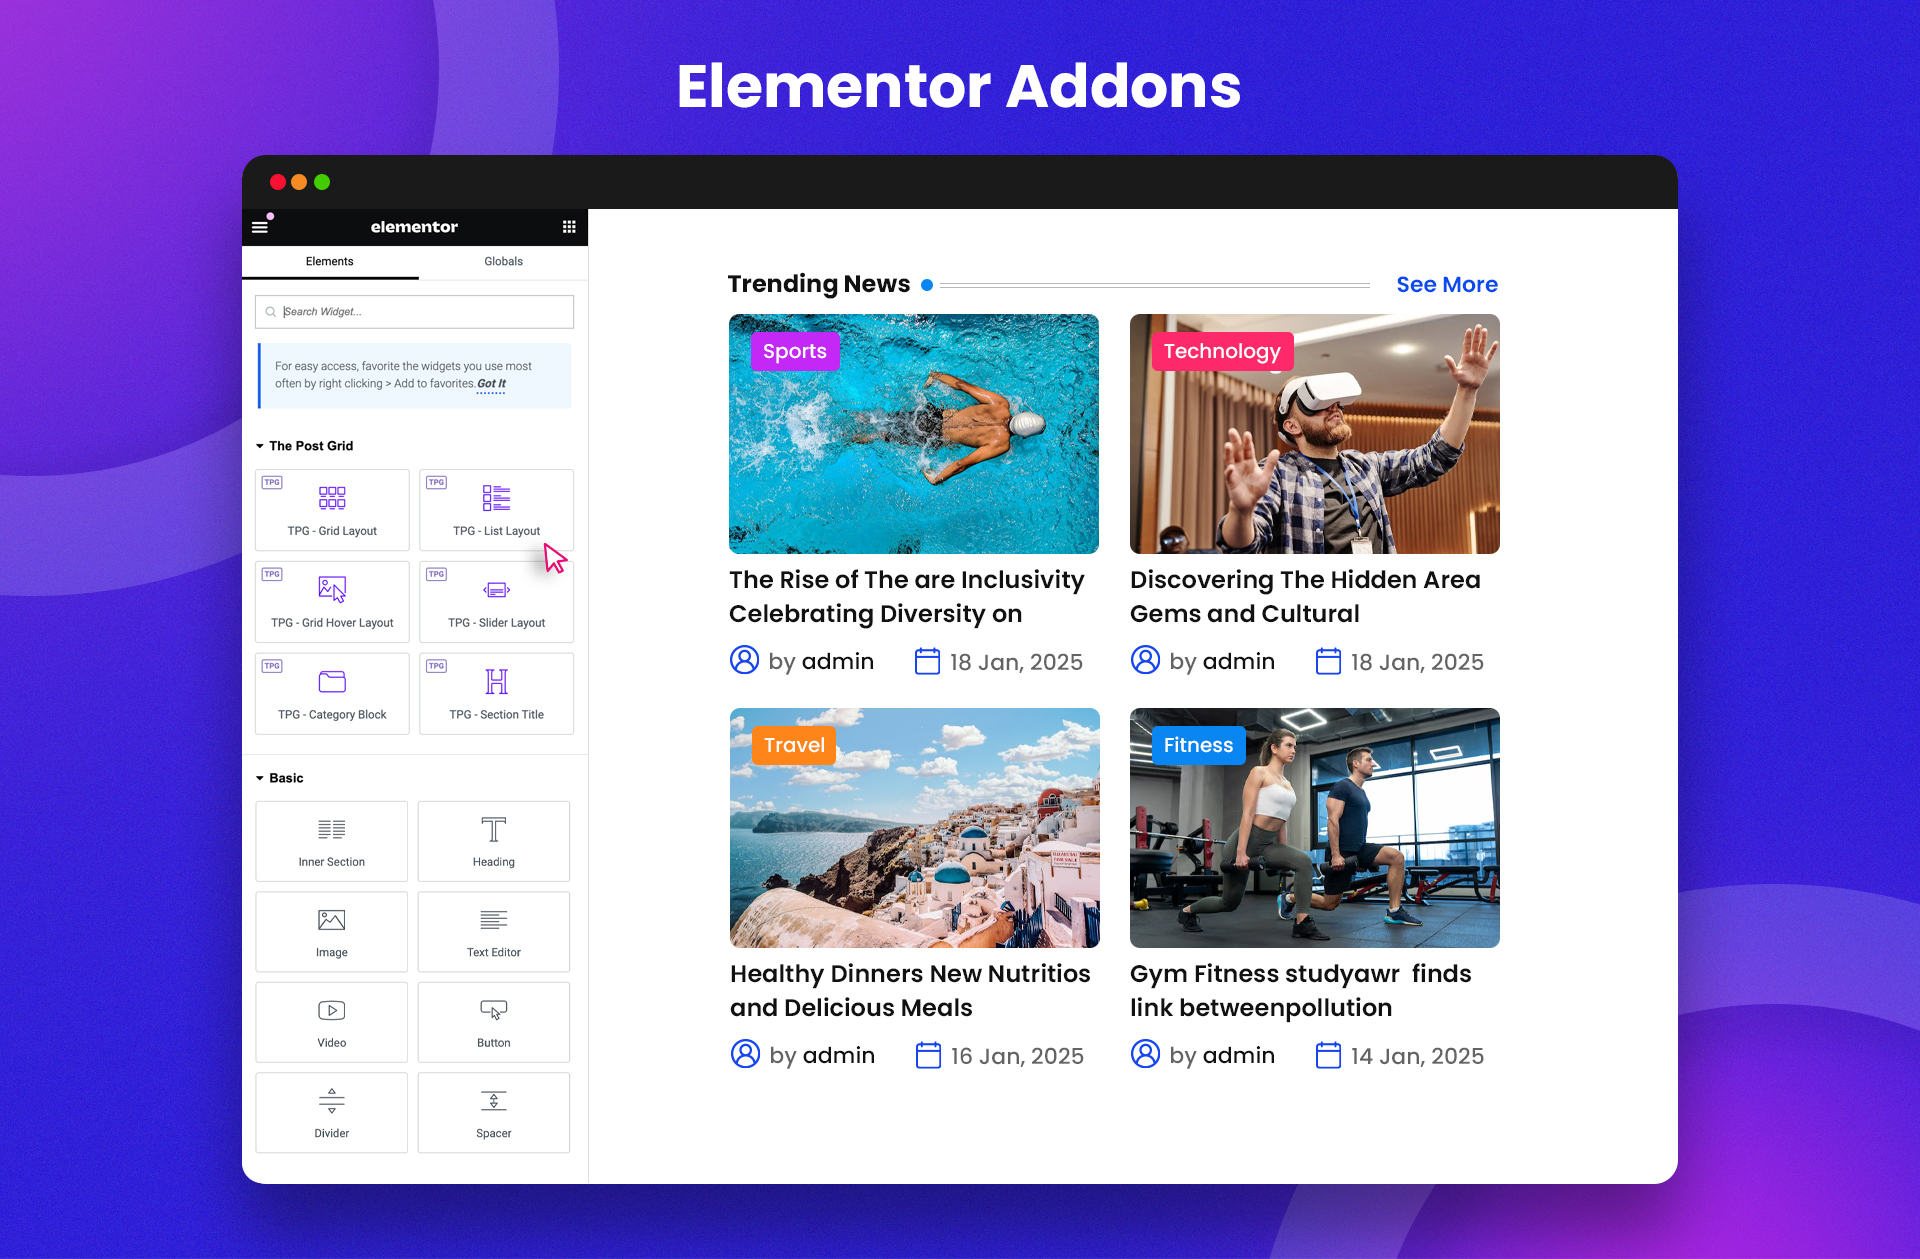 Elementor Addons
elementor
Elements
Globals
Search Widget...
For easy access, favorite the widgets you use most
often by right clicking > Add to favorites. Got It
The Post Grid
TPG
TPG - Grid Layout
TPG
TPG - List Layout
TPG
TPG - Grid Hover Layout
TPG
TPG - Slider Layout
TPG
TPG - Category Block
TPG
TPG - Section Title
Basic
Inner Section
Heading
Image
Text Editor
Video
Button
Divider
Spacer
Trending News
See More
Sports
The Rise of The are Inclusivity
Celebrating Diversity on
by admin
18 Jan, 2025
Technology
Discovering The Hidden Area
Gems and Cultural
by admin
18 Jan, 2025
Travel
Healthy Dinners New Nutritios
and Delicious Meals
by admin
16 Jan, 2025
Fitness
Gym Fitness studyawr  finds
link betweenpollution
by admin
14 Jan, 2025